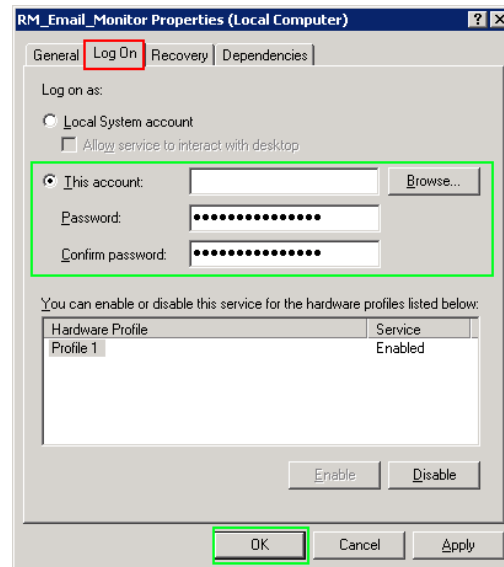 RM_Email_Monitor Properties (Local Computer)
General Log On Recovery Dependencies
Log on as:
Local System account
Allow service to interact with desktop
This account: Browse...
Password: •••••••••••••••
Confirm password: •••••••••••••••
You can enable or disable this service for the hardware profiles listed below:
Hardware Profile Service
Profile 1 Enabled
Enable Disable
OK Cancel Apply